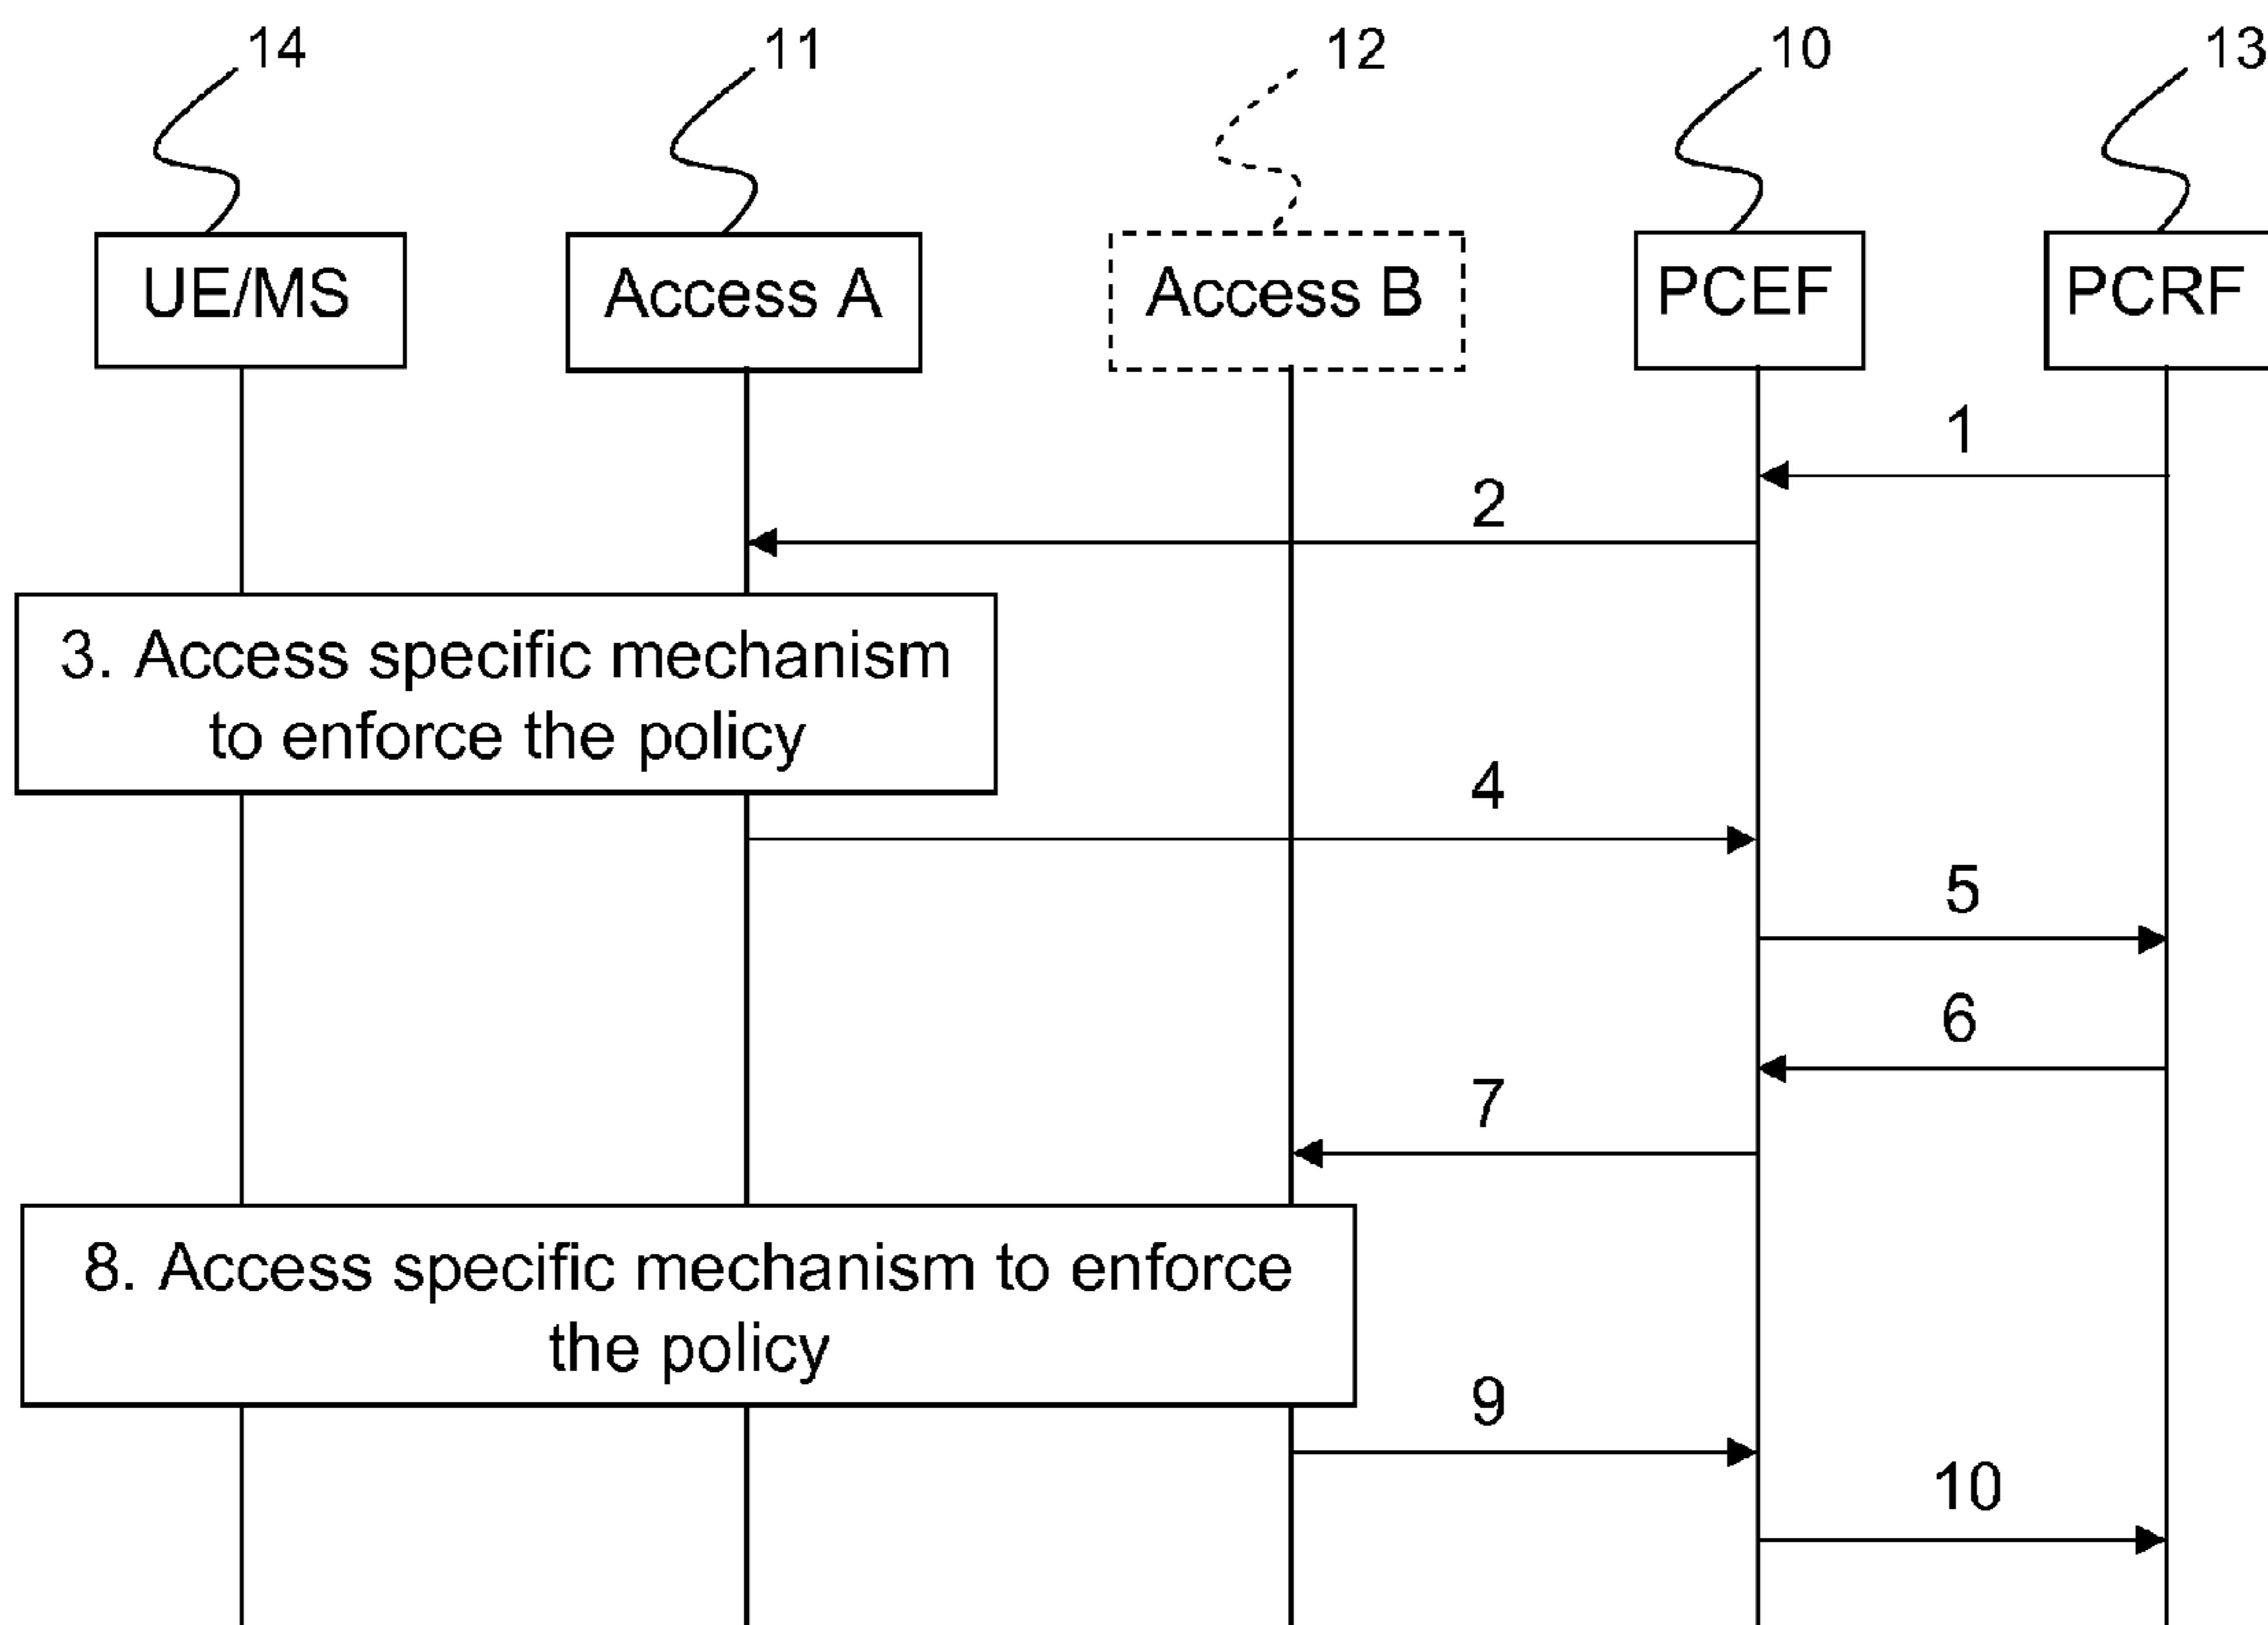 14
11
12
10
13
UE/MS
Access A
Access B
PCEF
PCRF
1
2
3. Access specific mechanism
to enforce the policy
4
5
6
7
8. Access specific mechanism to enforce
the policy
9
10